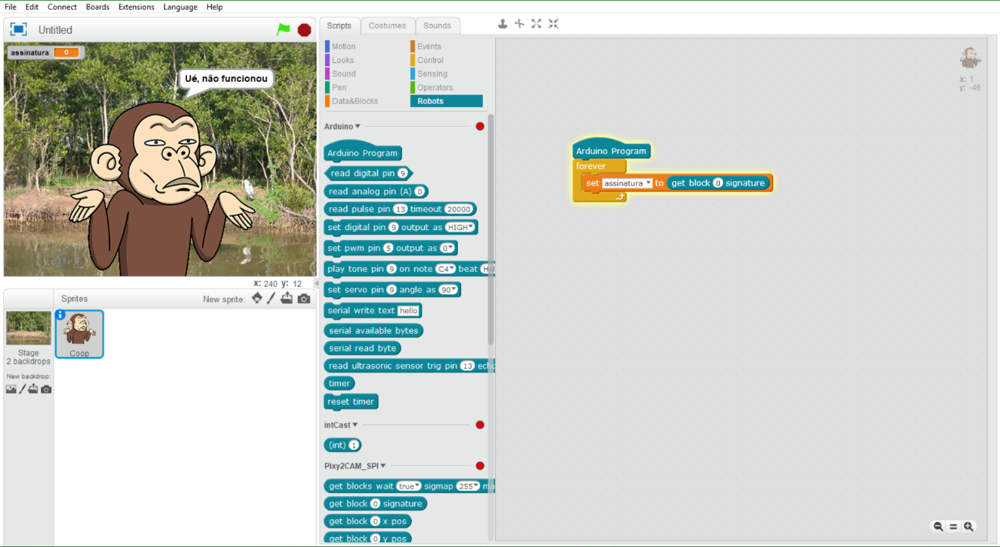 File Edit Connect Boards Extensions Language Help
Untitled
assinatura 0
Ué, não funcionou
x: 240 y: 12
Sprites
New sprite:
Stage
2 backdrops
New backdrop:
Coop
Scripts Costumes Sounds
Motion Events
Looks Control
Sound Sensing
Pen Operators
Data&Blocks Robots
Arduino
Arduino Program
read digital pin 9
read analog pin (A) 0
read pulse pin 13 timeout 20000
set digital pin 9 output as HIGH
set pwm pin 5 output as 0
play tone pin 9 on note C4 beat
set servo pin 9 angle as 90
serial write text hello
serial available bytes
serial read byte
read ultrasonic sensor trig pin 13
timer
reset timer
intCast
(int) 1
Pixy2CAM_SPI
get blocks wait true sigmap 255
get block 0 signature
get block 0 x pos
get block 0 y pos
Arduino Program
forever
set assinatura to get block 0 signature
x: 1
y: -46